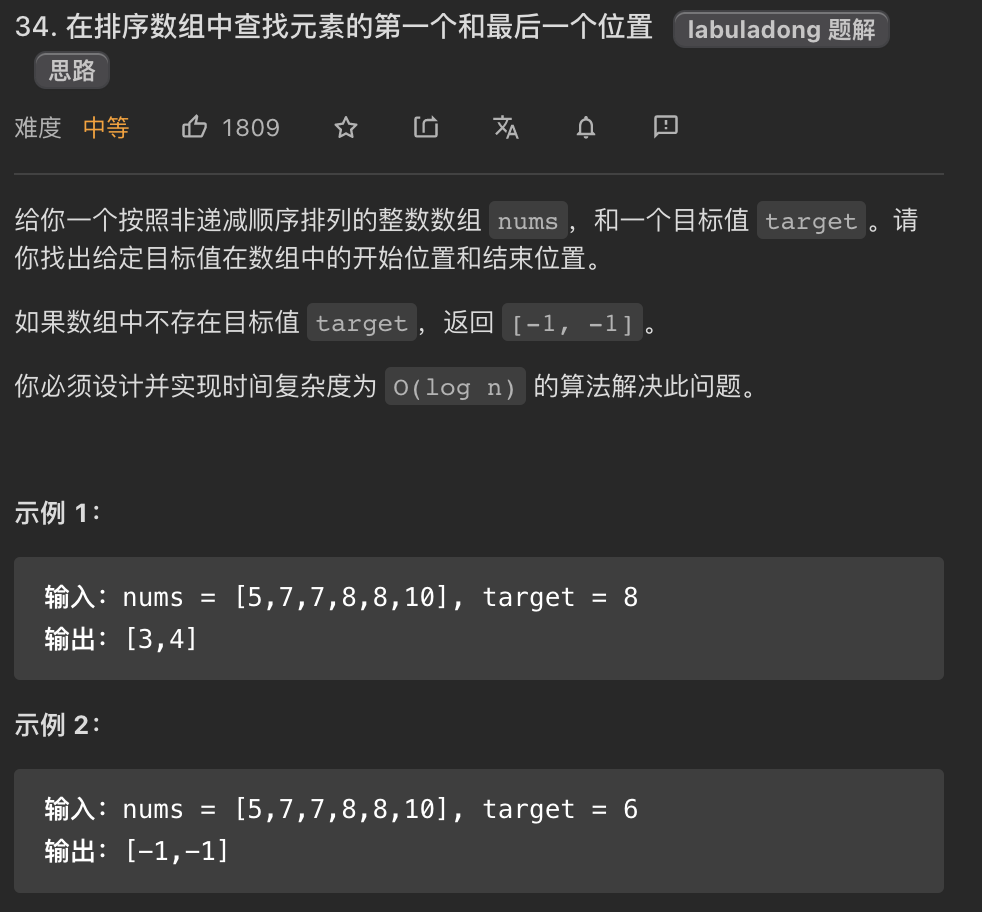 34. 在排序数组中查找元素的第一个和最后一个位置 labuladong 题解
思路
难度 中等 1809
给你一个按照非递减顺序排列的整数数组 nums，和一个目标值 target。请
你找出给定目标值在数组中的开始位置和结束位置。
如果数组中不存在目标值 target，返回 [-1, -1]。
你必须设计并实现时间复杂度为 O(log n) 的算法解决此问题。
示例 1：
输入：nums = [5,7,7,8,8,10], target = 8
输出：[3,4]
示例 2：
输入：nums = [5,7,7,8,8,10], target = 6
输出：[-1,-1]